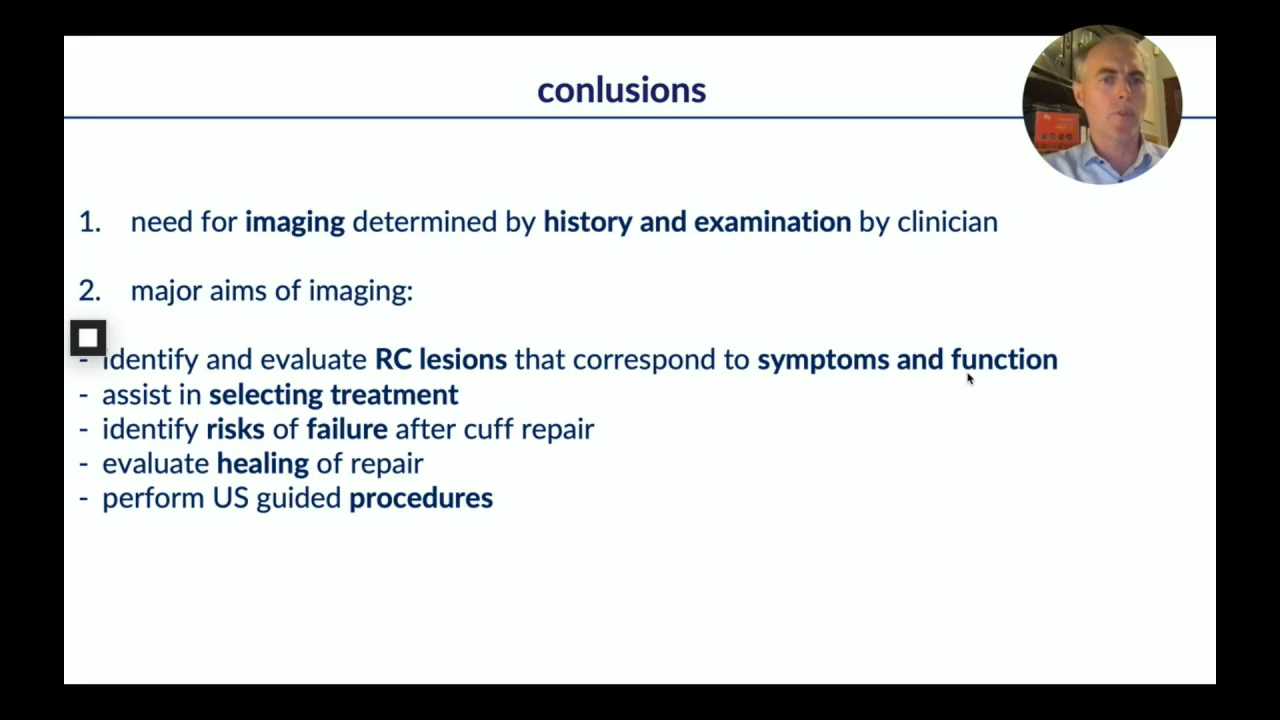 conlusions
1. need for imaging determined by history and examination by clinician
2. major aims of imaging:
- identify and evaluate RC lesions that correspond to symptoms and function
- assist in selecting treatment
- identify risks of failure after cuff repair
- evaluate healing of repair
- perform US guided procedures